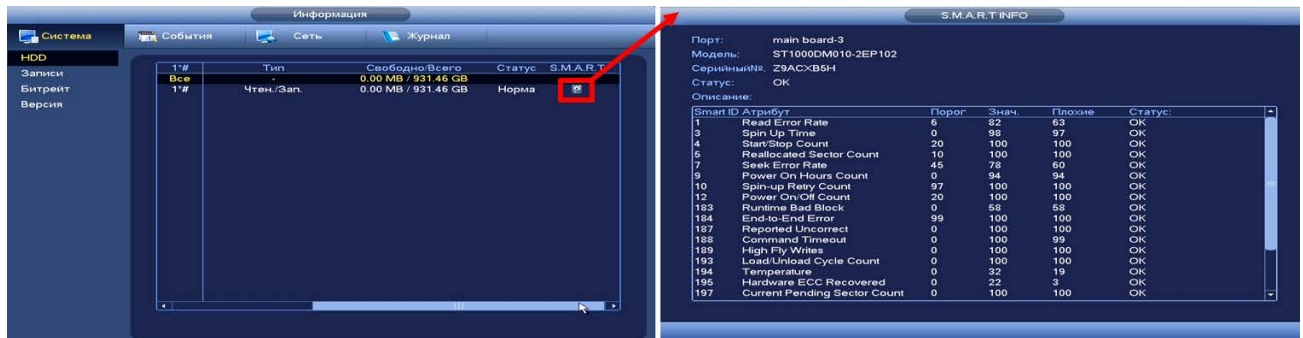 Информация
Система События Сеть Журнал
HDD
Записи
Битрейт
Версия
1*# Тип Свободно/Всего Статус S.M.A.R.T
Все - 0.00 MB / 931.46 GB
1*# Чтен./Зап. 0.00 MB / 931.46 GB Норма
S.M.A.R.T INFO
Порт: main board-3
Модель: ST1000DM010-2EP102
Серийный№. Z9ACXB5H
Статус: OK
Описание:
Smart ID Атрибут Порог Знач. Плохие Статус:
1 Read Error Rate 6 82 63 OK
3 Spin Up Time 0 98 97 OK
4 Start/Stop Count 20 100 100 OK
5 Reallocated Sector Count 10 100 100 OK
7 Seek Error Rate 45 78 60 OK
9 Power On Hours Count 0 94 94 OK
10 Spin-up Retry Count 97 100 100 OK
12 Power On/Off Count 20 100 100 OK
183 Runtime Bad Block 0 58 58 OK
184 End-to-End Error 99 100 100 OK
187 Reported Uncorrect 0 100 100 OK
188 Command Timeout 0 100 99 OK
189 High Fly Writes 0 100 100 OK
193 Load/Unload Cycle Count 0 100 100 OK
194 Temperature 0 32 19 OK
195 Hardware ECC Recovered 0 22 3 OK
197 Current Pending Sector Count 0 100 100 OK